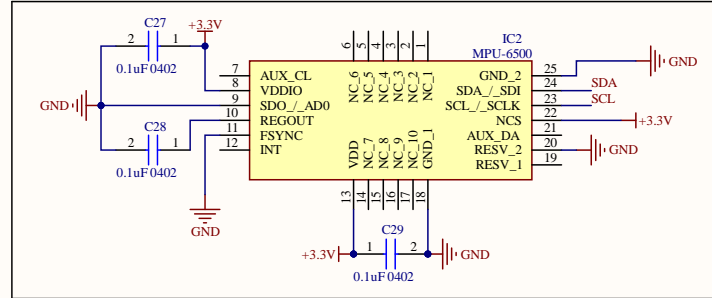 C27
+3.3V
2
1
0.1uF 0402
GND
C28
2
1
0.1uF 0402
GND
IC2
MPU-6500
6
5
4
3
2
1
NC_6
NC_5
NC_4
NC_3
NC_2
NC_1
7
AUX_CL
8
VDDIO
9
SDO_/_AD0
10
REGOUT
11
FSYNC
12
INT
GND_2
25
GND
SDA_/_SDI
24
SDA
SCL_/_SCLK
23
SCL
NCS
22
+3.3V
AUX_DA
21
RESV_2
20
GND
RESV_1
19
VDD
NC_7
NC_8
NC_9
NC_10
GND_1
13
14
15
16
17
18
C29
+3.3V
1
2
GND
0.1uF 0402